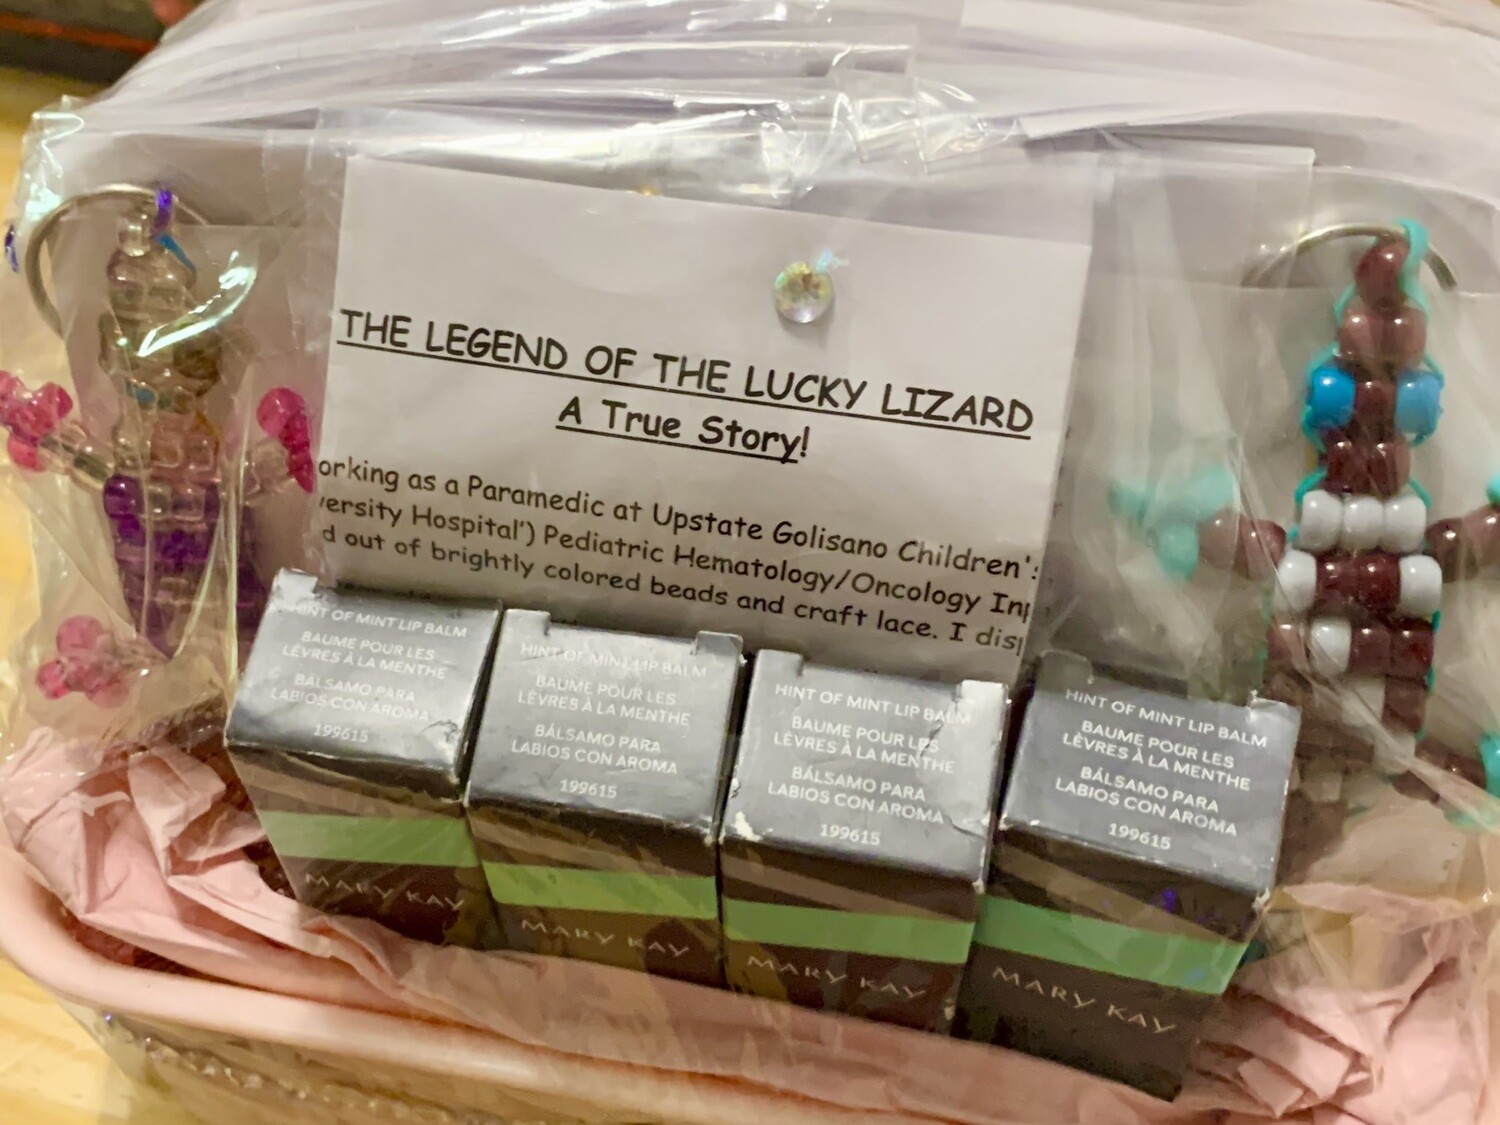 THE LEGEND OF THE LUCKY LIZARD
A True Story!
orking as a Paramedic at Upstate Golisano Children's
versity Hospital') Pediatric Hematology/Oncology Inp
d out of brightly colored beads and craft lace. I disp
HINT OF MINT LIP BALM
BAUME POUR LES
LÈVRES À LA MENTHE
BÁLSAMO PARA
LABIOS CON AROMA
199615
MARY KAY
HINT OF MINT LIP BALM
BAUME POUR LES
LÈVRES À LA MENTHE
BÁLSAMO PARA
LABIOS CON AROMA
199615
MARY KAY
HINT OF MINT LIP BALM
BAUME POUR LES
LÈVRES À LA MENTHE
BÁLSAMO PARA
LABIOS CON AROMA
199615
MARY KAY
HINT OF MINT LIP BALM
BAUME POUR LES
LÈVRES À LA MENTHE
BÁLSAMO PARA
LABIOS CON AROMA
199615
MARY KAY